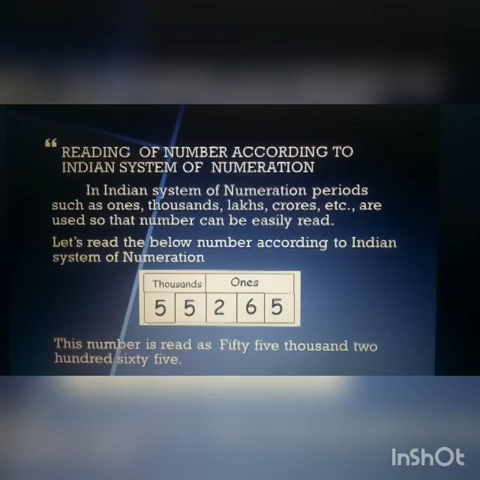 “ READING OF NUMBER ACCORDING TO
INDIAN SYSTEM OF NUMERATION
In Indian system of Numeration periods
such as ones, thousands, lakhs, crores, etc., are
used so that number can be easily read.
Let's read the below number according to Indian
system of Numeration
Thousands Ones
5 5 2 6 5
This number is read as Fifty five thousand two
hundred sixty five.
InShOt